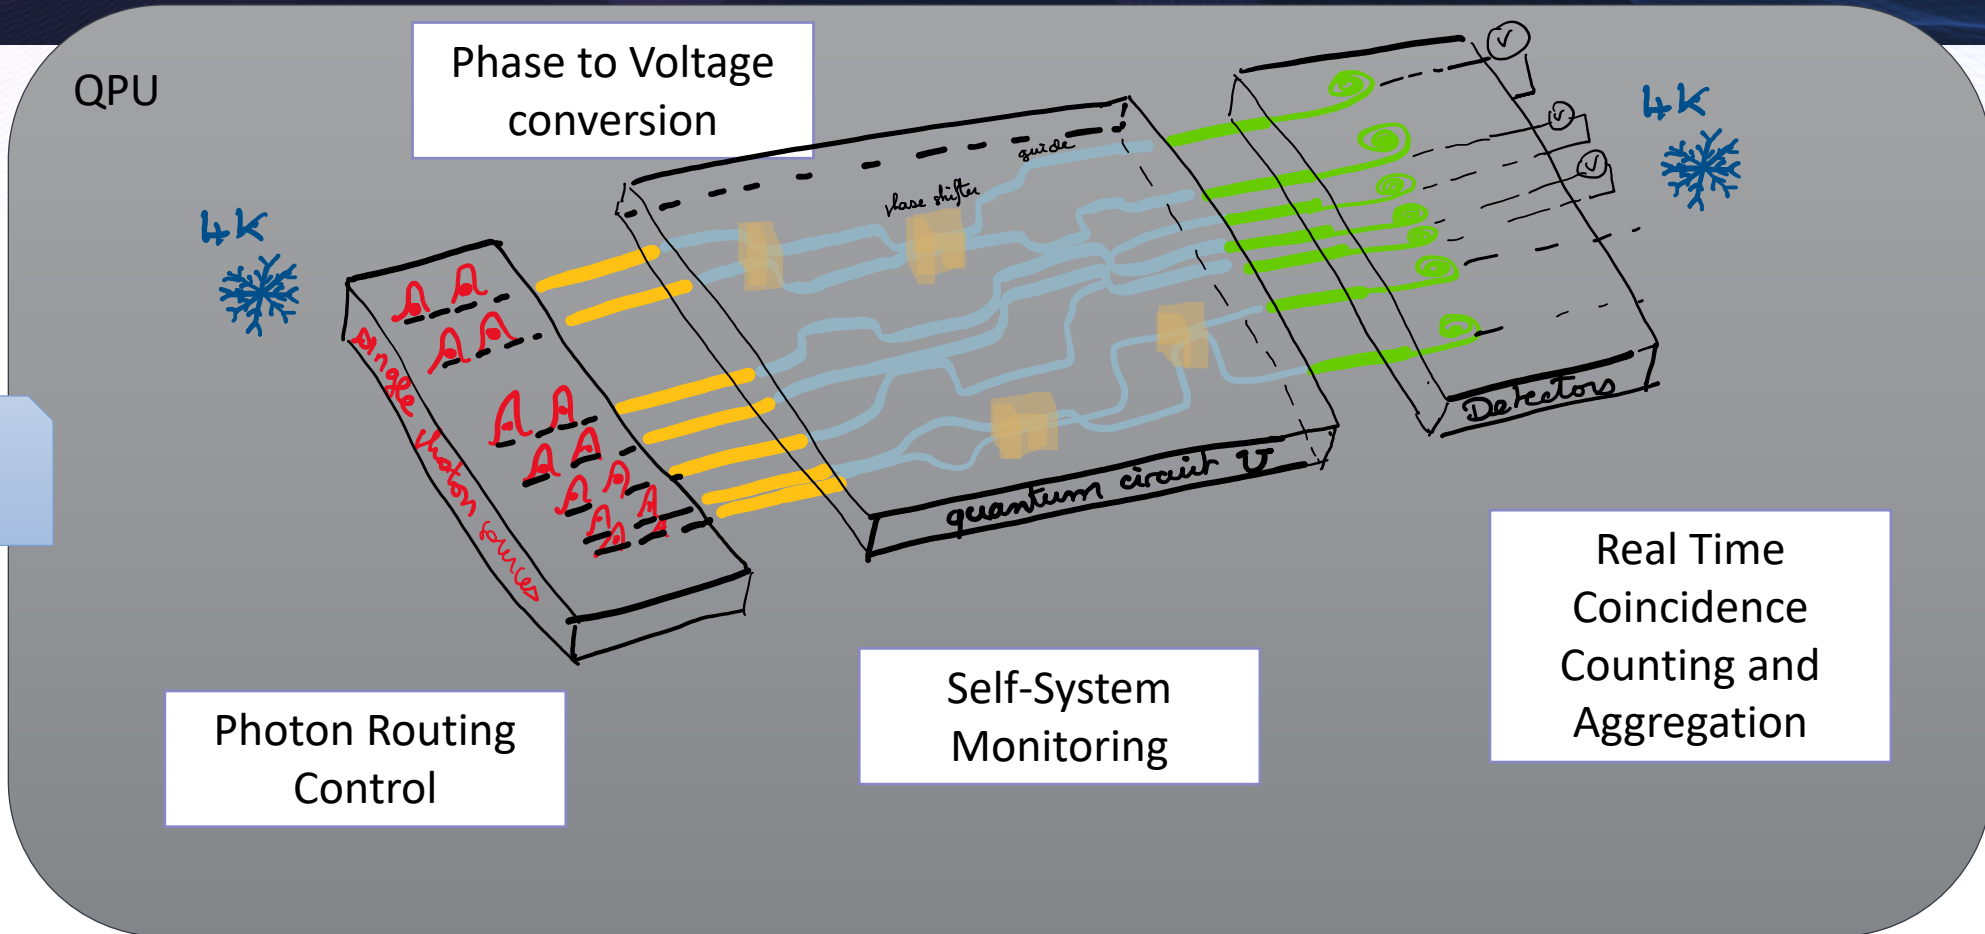 QPU
Phase to Voltage
conversion
4K
4K
guide
phase shifter
single photon sources
quantum circuit U
Detectors
V
V
V
Photon Routing
Control
Self-System
Monitoring
Real Time
Coincidence
Counting and
Aggregation